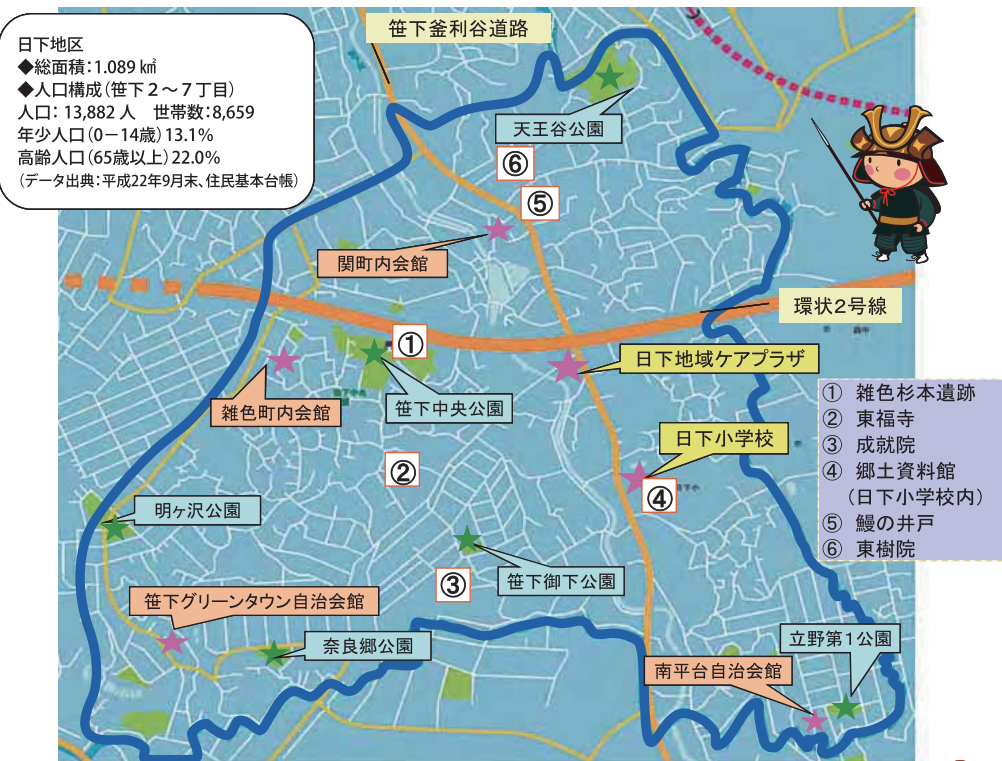 日下地区
◆総面積：1.089 ㎢
◆人口構成（笹下２～７丁目）
人口：13,882 人　世帯数：8,659
年少人口（0－14歳）13.1%
高齢人口（65歳以上）22.0%
（データ出典：平成22年9月末、住民基本台帳）
笹下釜利谷道路
天王谷公園
⑥
⑤
関町内会館
環状２号線
①
日下地域ケアプラザ
雑色町内会館
笹下中央公園
① 雑色杉本遺跡
② 東福寺
③ 成就院
④ 郷土資料館
（日下小学校内）
⑤ 鰻の井戸
⑥ 東樹院
日下小学校
②
④
明ヶ沢公園
③
笹下御下公園
笹下グリーンタウン自治会館
奈良郷公園
立野第１公園
南平台自治会館